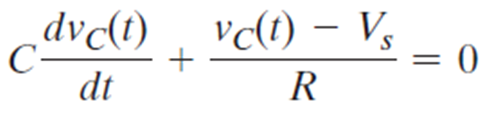 C dv_C(t)/dt + (v_C(t) − V_s)/R = 0